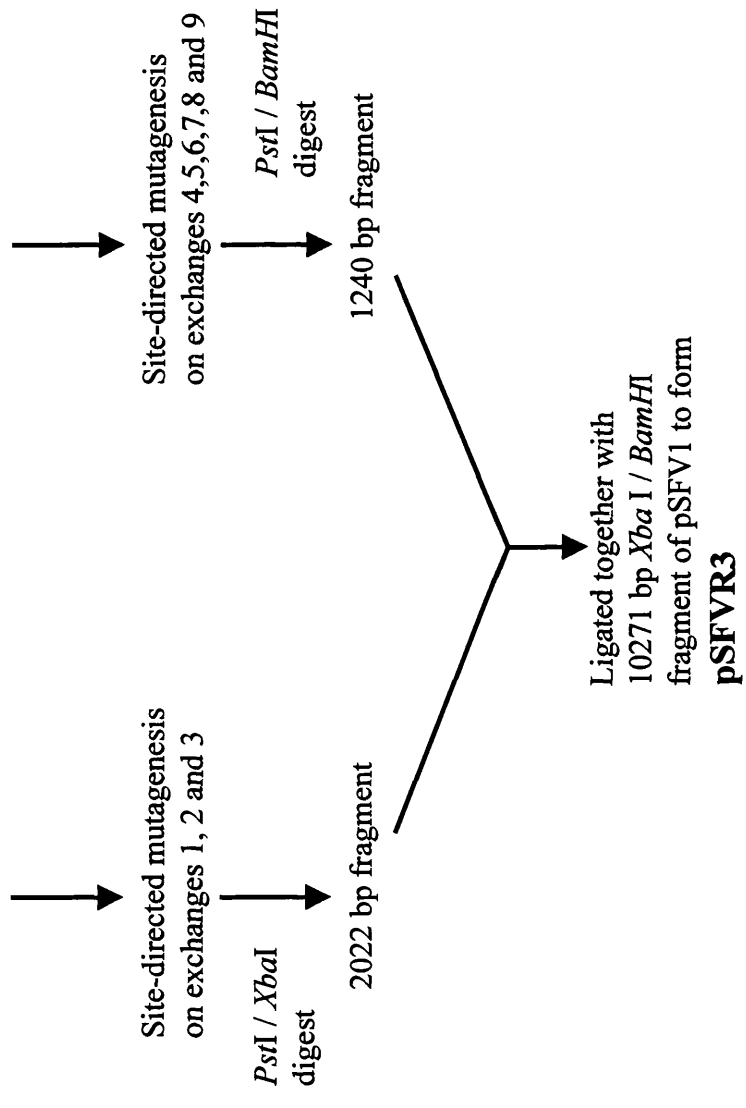 Site-directed mutagenesis
on exchanges 1, 2 and 3
PstI / XbaI
digest
2022 bp fragment
Site-directed mutagenesis
on exchanges 4,5,6,7,8 and 9
PstI / BamHI
digest
1240 bp fragment
Ligated together with
10271 bp Xba I / BamHI
fragment of pSFV1 to form
pSFVR3